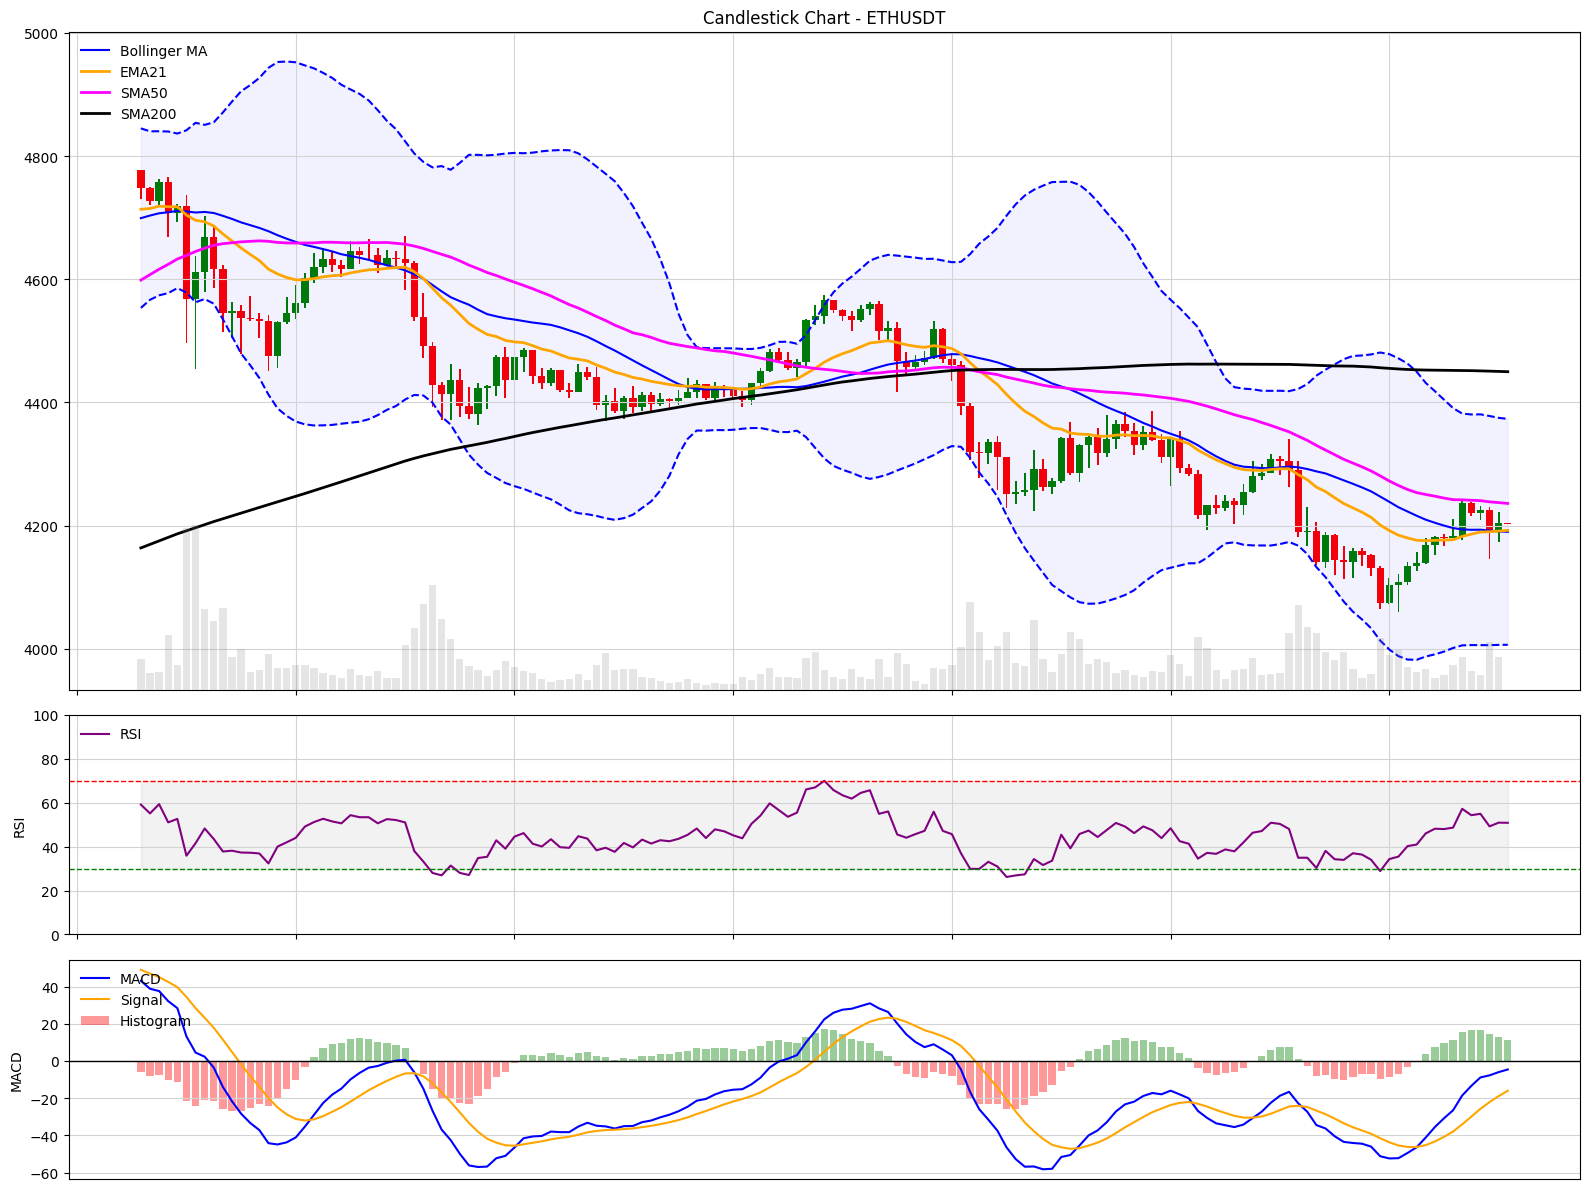 Candlestick Chart - ETHUSDT
5000
4800
4600
4400
4200
4000
Bollinger MA
EMA21
SMA50
SMA200
100
80
60
40
20
0
RSI
RSI
40
20
0
−20
−40
−60
MACD
MACD
Signal
Histogram